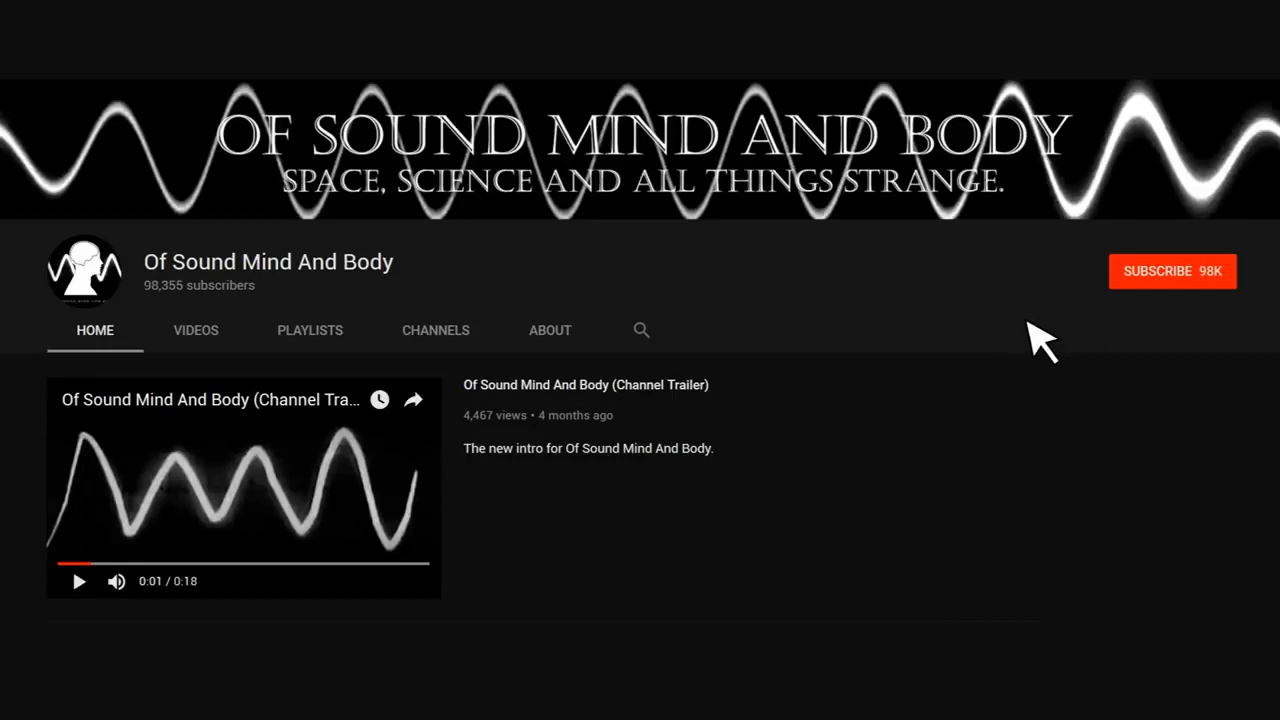 OF SOUND MIND AND BODY
SPACE, SCIENCE AND ALL THINGS STRANGE.
Of Sound Mind And Body
98,355 subscribers
SUBSCRIBE 98K
HOME VIDEOS PLAYLISTS CHANNELS ABOUT
Of Sound Mind And Body (Channel Tra...
Of Sound Mind And Body (Channel Trailer)
4,467 views • 4 months ago
The new intro for Of Sound Mind And Body.
0:01 / 0:18